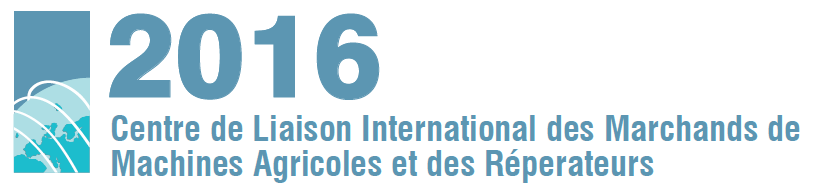 2016
Centre de Liaison International des Marchands de
Machines Agricoles et des Réperateurs